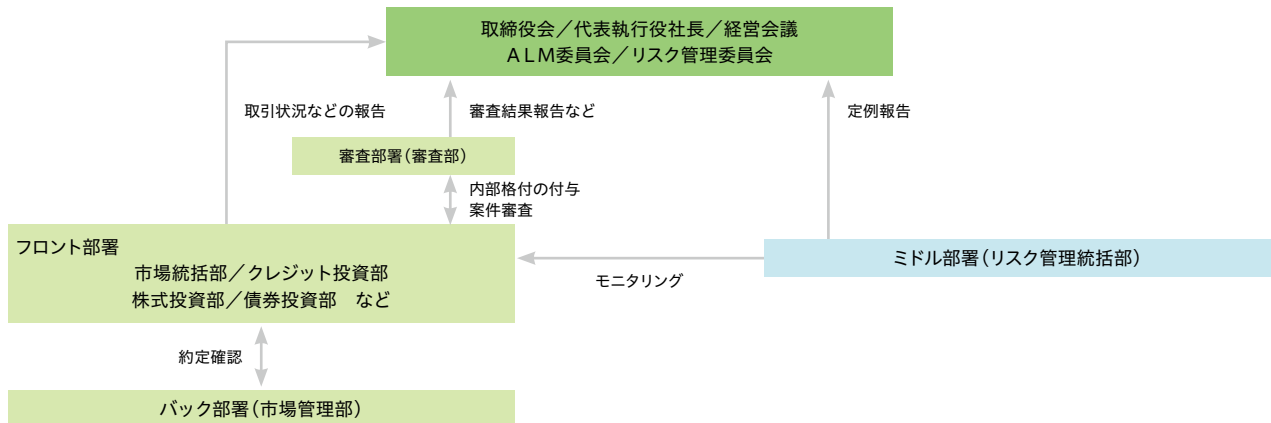 取締役会／代表執行役社長／経営会議
ＡＬＭ委員会／リスク管理委員会
取引状況などの報告
審査結果報告など
定例報告
審査部署（審査部）
内部格付の付与
案件審査
フロント部署
市場統括部／クレジット投資部
株式投資部／債券投資部　など
ミドル部署（リスク管理統括部）
モニタリング
約定確認
バック部署（市場管理部）